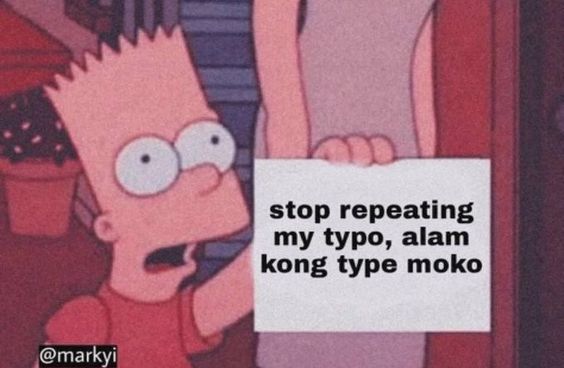 stop repeating
my typo, alam
kong type moko
@markyi